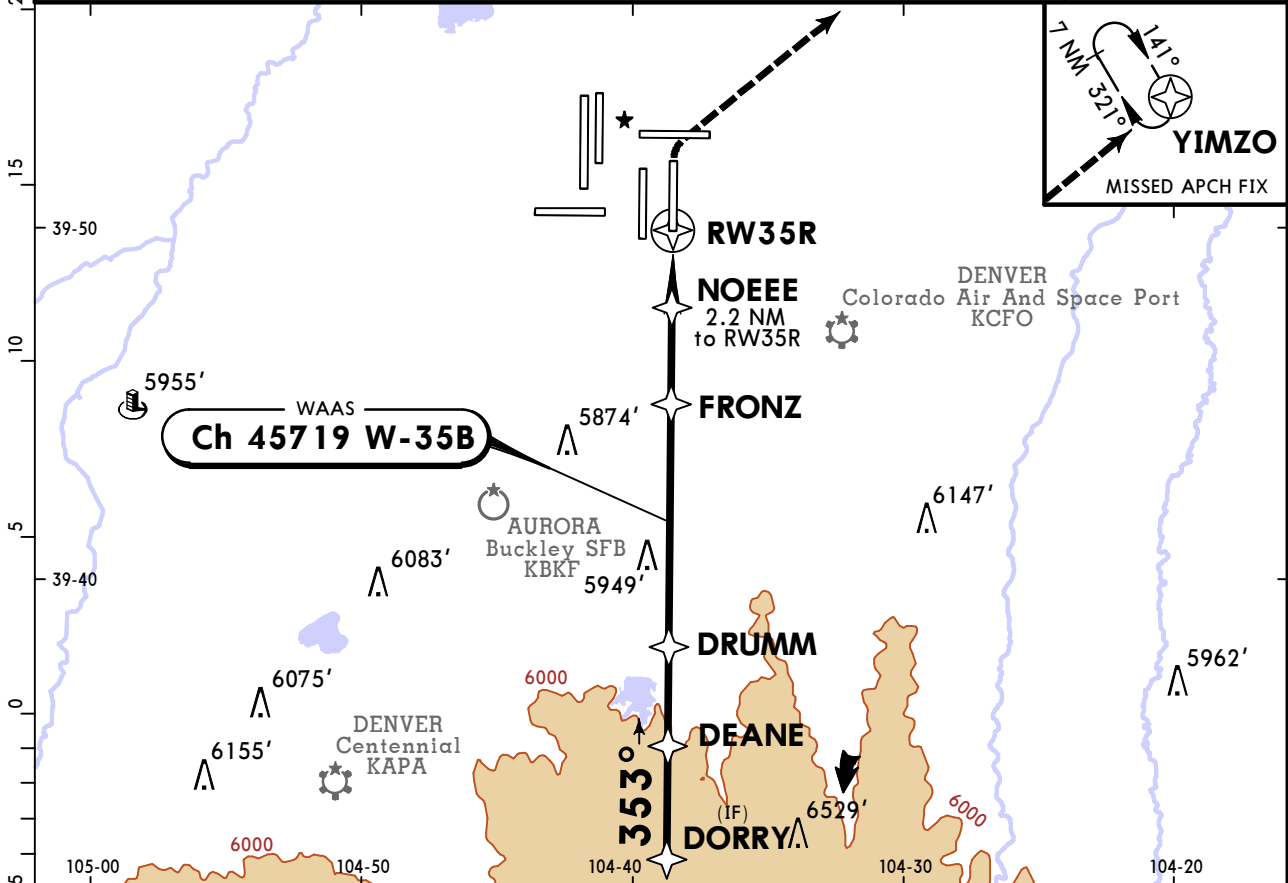 7 NM
321°
141°
YIMZO
MISSED APCH FIX
15
39-50
RW35R
NOEEE
2.2 NM
to RW35R
DENVER
Colorado Air And Space Port
KCFO
10
5955'
WAAS
Ch 45719 W-35B
5874'
FRONZ
6147'
5
AURORA
Buckley SFB
KBKF
5949'
6083'
39-40
DRUMM
5962'
6075'
6000
0
DENVER
Centennial
KAPA
6155'
353°
DEANE
(IF)
DORRY
6529'
6000
6000
105-00
104-50
104-40
104-30
104-20
5